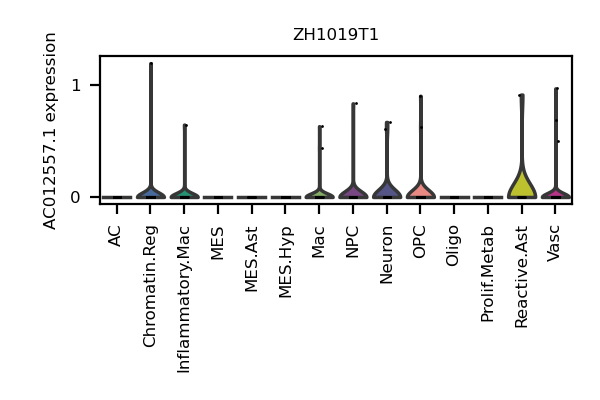 ZH1019T1
AC012557.1 expression
1
0
AC
Chromatin.Reg
Inflammatory.Mac
MES
MES.Ast
MES.Hyp
Mac
NPC
Neuron
OPC
Oligo
Prolif.Metab
Reactive.Ast
Vasc